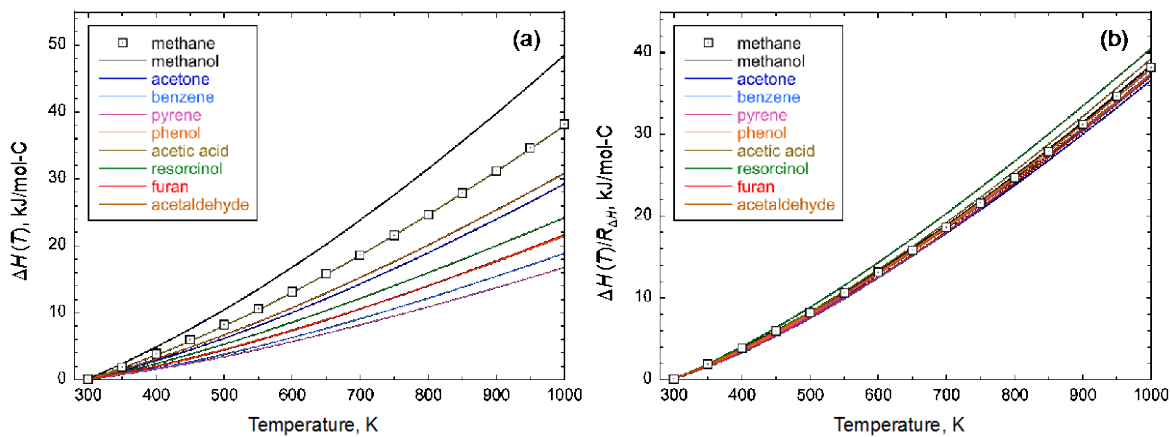 (a)
methane
methanol
acetone
benzene
pyrene
phenol
acetic acid
resorcinol
furan
acetaldehyde
ΔH(T), kJ/mol-C
50
40
30
20
10
0
300 400 500 600 700 800 900 1000
Temperature, K
(b)
methane
methanol
acetone
benzene
pyrene
phenol
acetic acid
resorcinol
furan
acetaldehyde
ΔH(T)/R_ΔH, kJ/mol-C
40
30
20
10
0
300 400 500 600 700 800 900 1000
Temperature, K